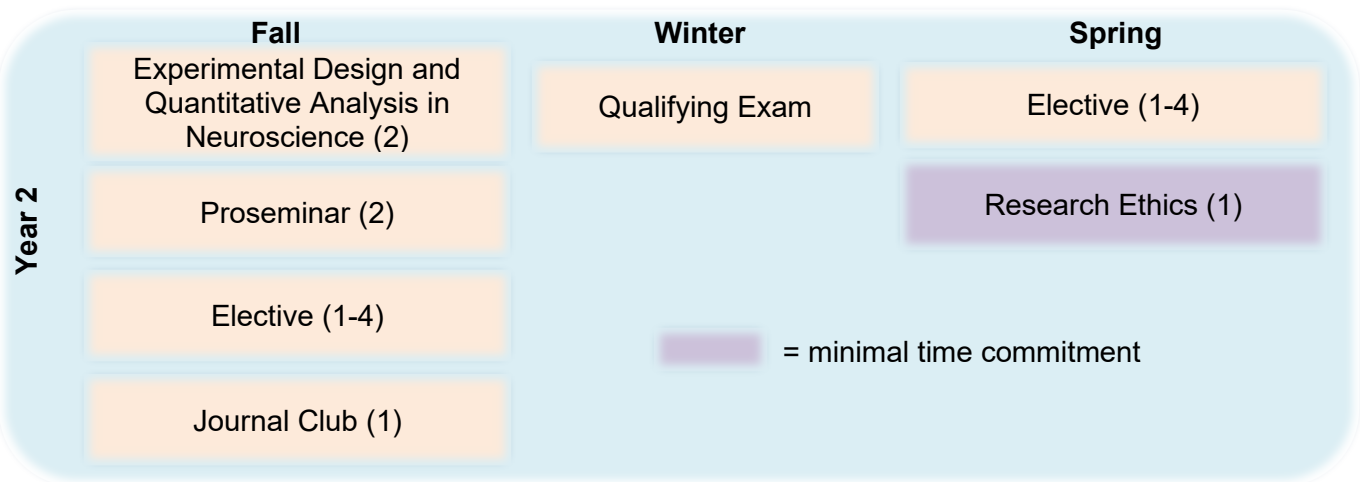 Fall
Winter
Spring
Experimental Design and
Quantitative Analysis in
Neuroscience (2)
Qualifying Exam
Elective (1-4)
Year 2
Proseminar (2)
Research Ethics (1)
Elective (1-4)
= minimal time commitment
Journal Club (1)